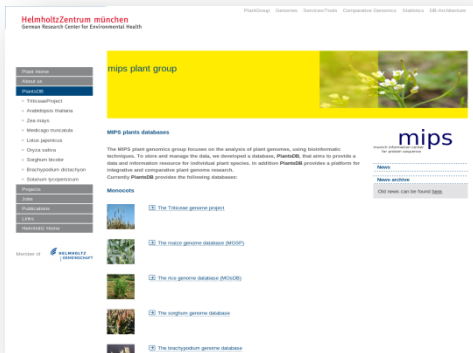 HelmholtzZentrum münchen
German Research Center for Environmental Health
PlantGroup Genomes Services/Tools Comparative Genomics Statistics DB-Architecture
mips plant group
Plant Home
About us
PlantsDB
TriticeaeProject
Arabidopsis thaliana
Zea mays
Medicago truncatula
Lotus japonicus
Oryza sativa
Sorghum bicolor
Brachypodium distachyon
Solanum lycopersicum
Projects
Jobs
Publications
Links
Helmholtz Home
Member of HELMHOLTZ
GEMEINSCHAFT
MIPS plants databases
The MIPS plant genomics group focuses on the analysis of plant genomes, using bioinformatic
techniques. To store and manage the data, we developed a database, PlantsDB, that aims to provide a
data and information resource for individual plant species. In addition PlantsDB provides a platform for
integrative and comparative plant genome research.
Currently PlantsDB provides the following databases:
Monocots
The Triticeae genome project
The maize genome database (MGSP)
The rice genome database (MOsDB)
The sorghum genome database
The brachypodium genome database
mips
munich information center
for protein sequence
News
News archive
Old news can be found here.